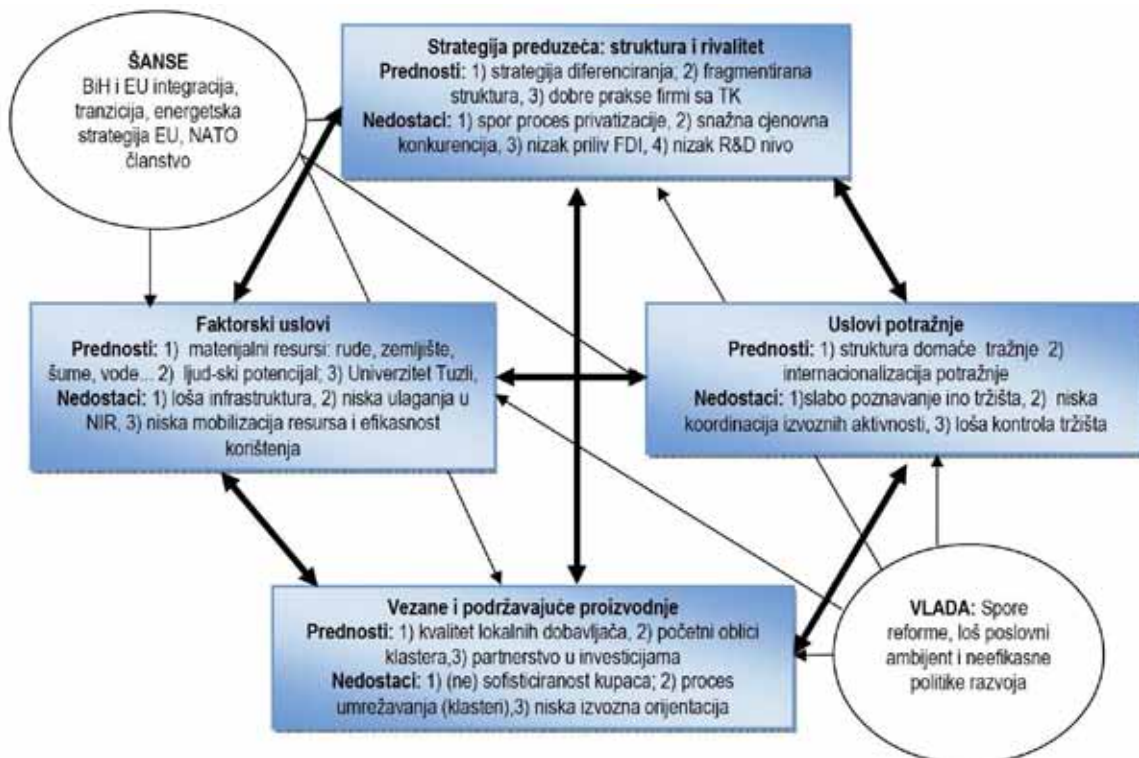 ŠANSE
BiH i EU integracija,
tranzicija, energetska
strategija EU, NATO
članstvo
Strategija preduzeća: struktura i rivalitet
Prednosti: 1) strategija diferenciranja; 2) fragmentirana
struktura, 3) dobre prakse firmi sa TK
Nedostaci: 1) spor proces privatizacije, 2) snažna cjenovna
konkurencija, 3) nizak priliv FDI, 4) nizak R&D nivo
Faktorski uslovi
Prednosti: 1) materijalni resursi: rude, zemljište,
šume, vode... 2) ljud-ski potencijal; 3) Univerzitet Tuzli,
Nedostaci: 1) loša infrastruktura, 2) niska ulaganja u
NIR, 3) niska mobilizacija resursa i efikasnost
korištenja
Uslovi potražnje
Prednosti: 1) struktura domaće tražnje 2)
internacionalizacija potražnje
Nedostaci: 1)slabo poznavanje ino tržišta, 2) niska
koordinacija izvoznih aktivnosti, 3) loša kontrola tržišta
Vezane i podržavajuće proizvodnje
Prednosti: 1) kvalitet lokalnih dobavljača, 2) početni oblici
klastera,3) partnerstvo u investicijama
Nedostaci: 1) (ne) sofisticiranost kupaca; 2) proces
umrežavanja (klasteri),3) niska izvozna orijentacija
VLADA: Spore
reforme, loš poslovni
ambijent i neefikasne
politike razvoja